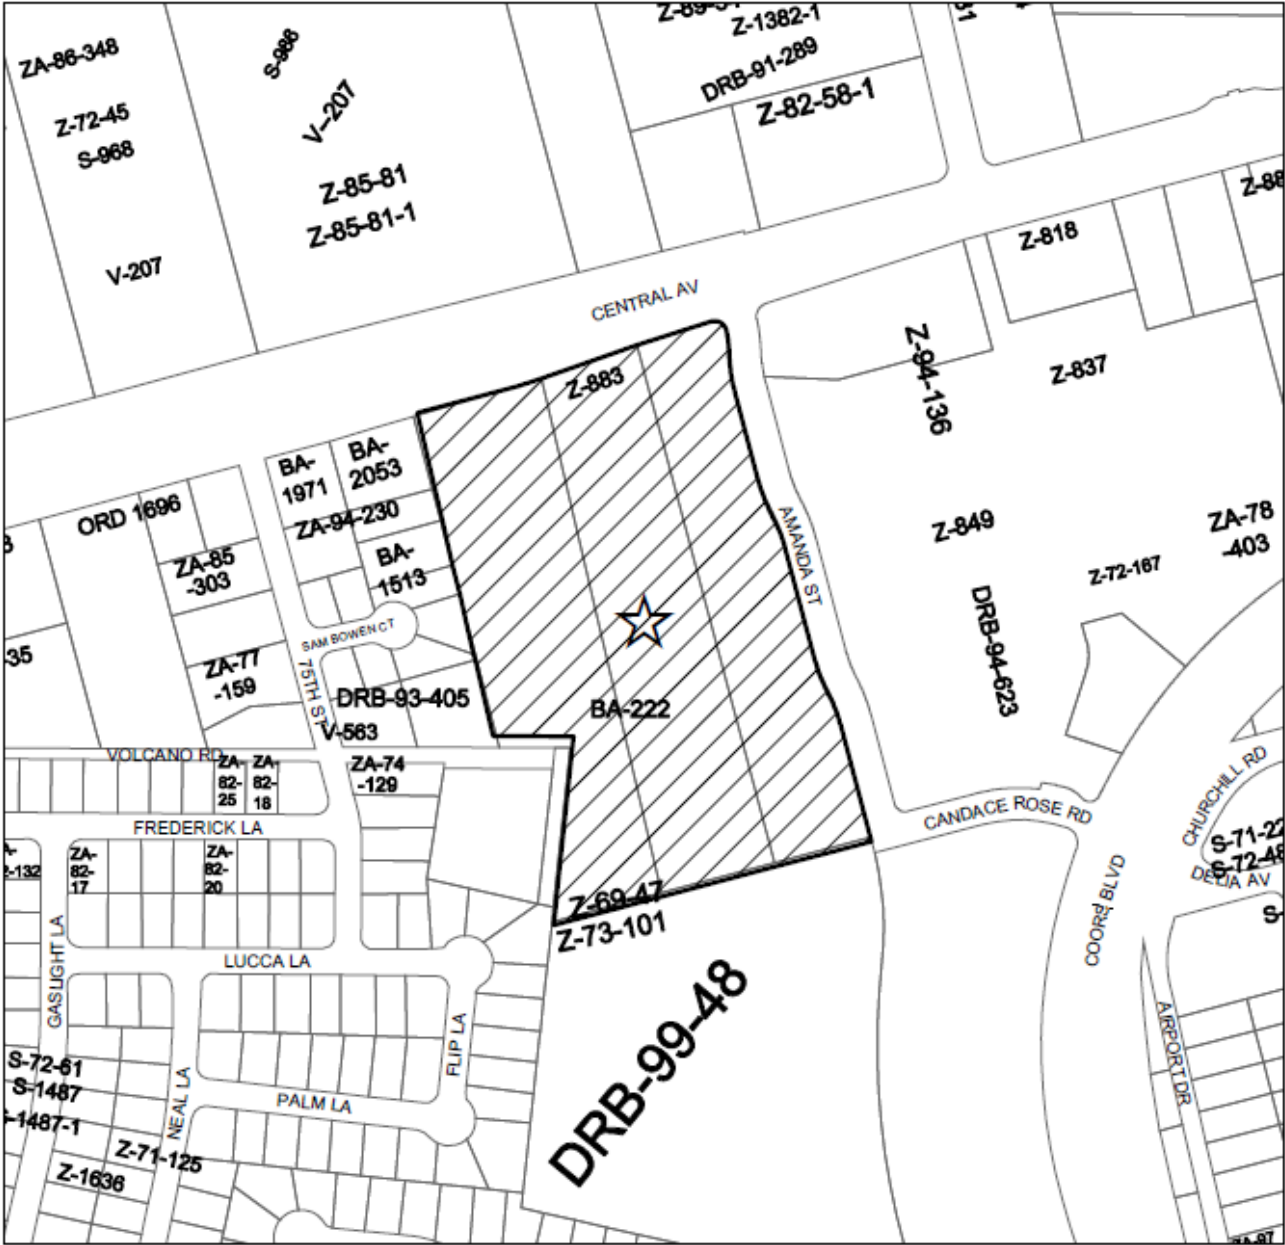 ZA-86-348
S-986
Z-1382-1
DRB-91-289
Z-82-58-1
Z-72-45
S-968
V-207
Z-85-81
Z-85-81-1
V-207
Z-818
CENTRAL AV
Z-94-136
Z-837
Z-883
BA-
1971
BA-
2053
ORD 1696
ZA-94-230
ZA-85
-303
BA-
1513
AMANDA ST
Z-849
ZA-78
-403
Z-72-167
DRB-94-623
SAM BOWEN CT
75TH ST
ZA-77
-159
DRB-93-405
V-563
BA-222
VOLCANO RD
ZA-
82-
25
ZA-
82-
18
ZA-74
-129
FREDERICK LA
ZA-
82-
17
ZA-
82-
20
CANDACE ROSE RD
CHURCHILL RD
DELIA AV
COORS BLVD
Z-69-47
Z-73-101
GASLIGHT LA
LUCCA LA
DRB-99-48
FLIP LA
AIRPORT DR
S-72-61
S-1487
-1487-1
NEAL LA
PALM LA
Z-71-125
Z-1636